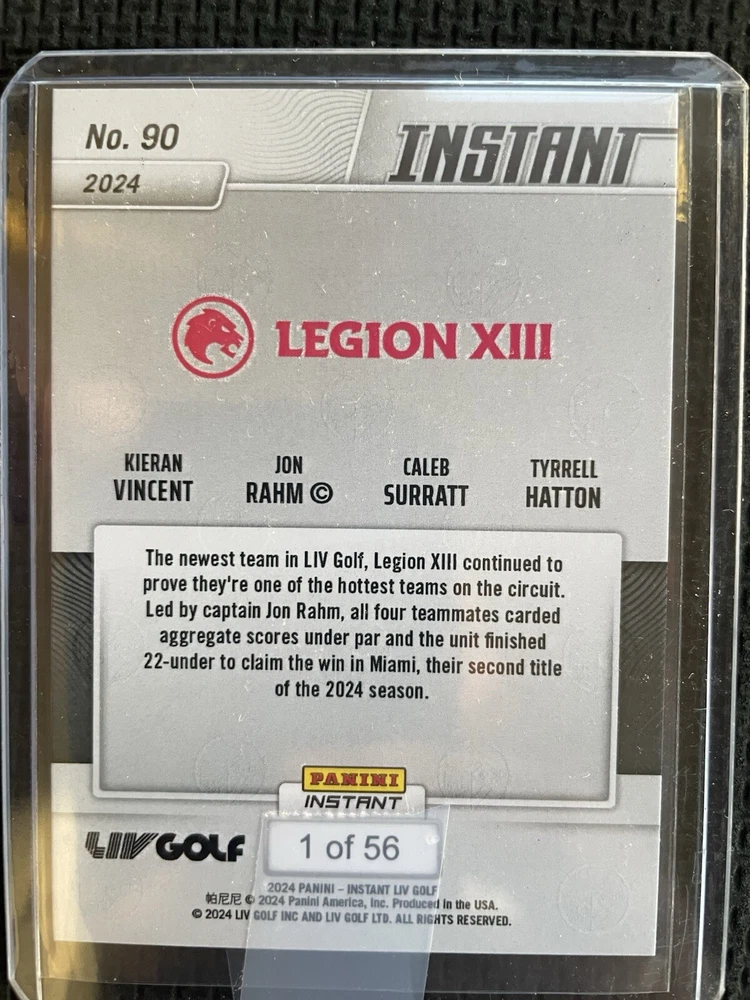 No. 90
INSTANT
2024
LEGION XIII
KIERAN VINCENT
JON RAHM ©
CALEB SURRATT
TYRRELL HATTON
The newest team in LIV Golf, Legion XIII continued to
prove they're one of the hottest teams on the circuit.
Led by captain Jon Rahm, all four teammates carded
aggregate scores under par and the unit finished
22-under to claim the win in Miami, their second title
of the 2024 season.
PANINI
INSTANT
LIV GOLF
1 of 56
2024 PANINI – INSTANT LIV GOLF
帕尼尼 © 2024 Panini America, Inc. Produced in the USA.
© 2024 LIV GOLF INC AND LIV GOLF LTD. ALL RIGHTS RESERVED.